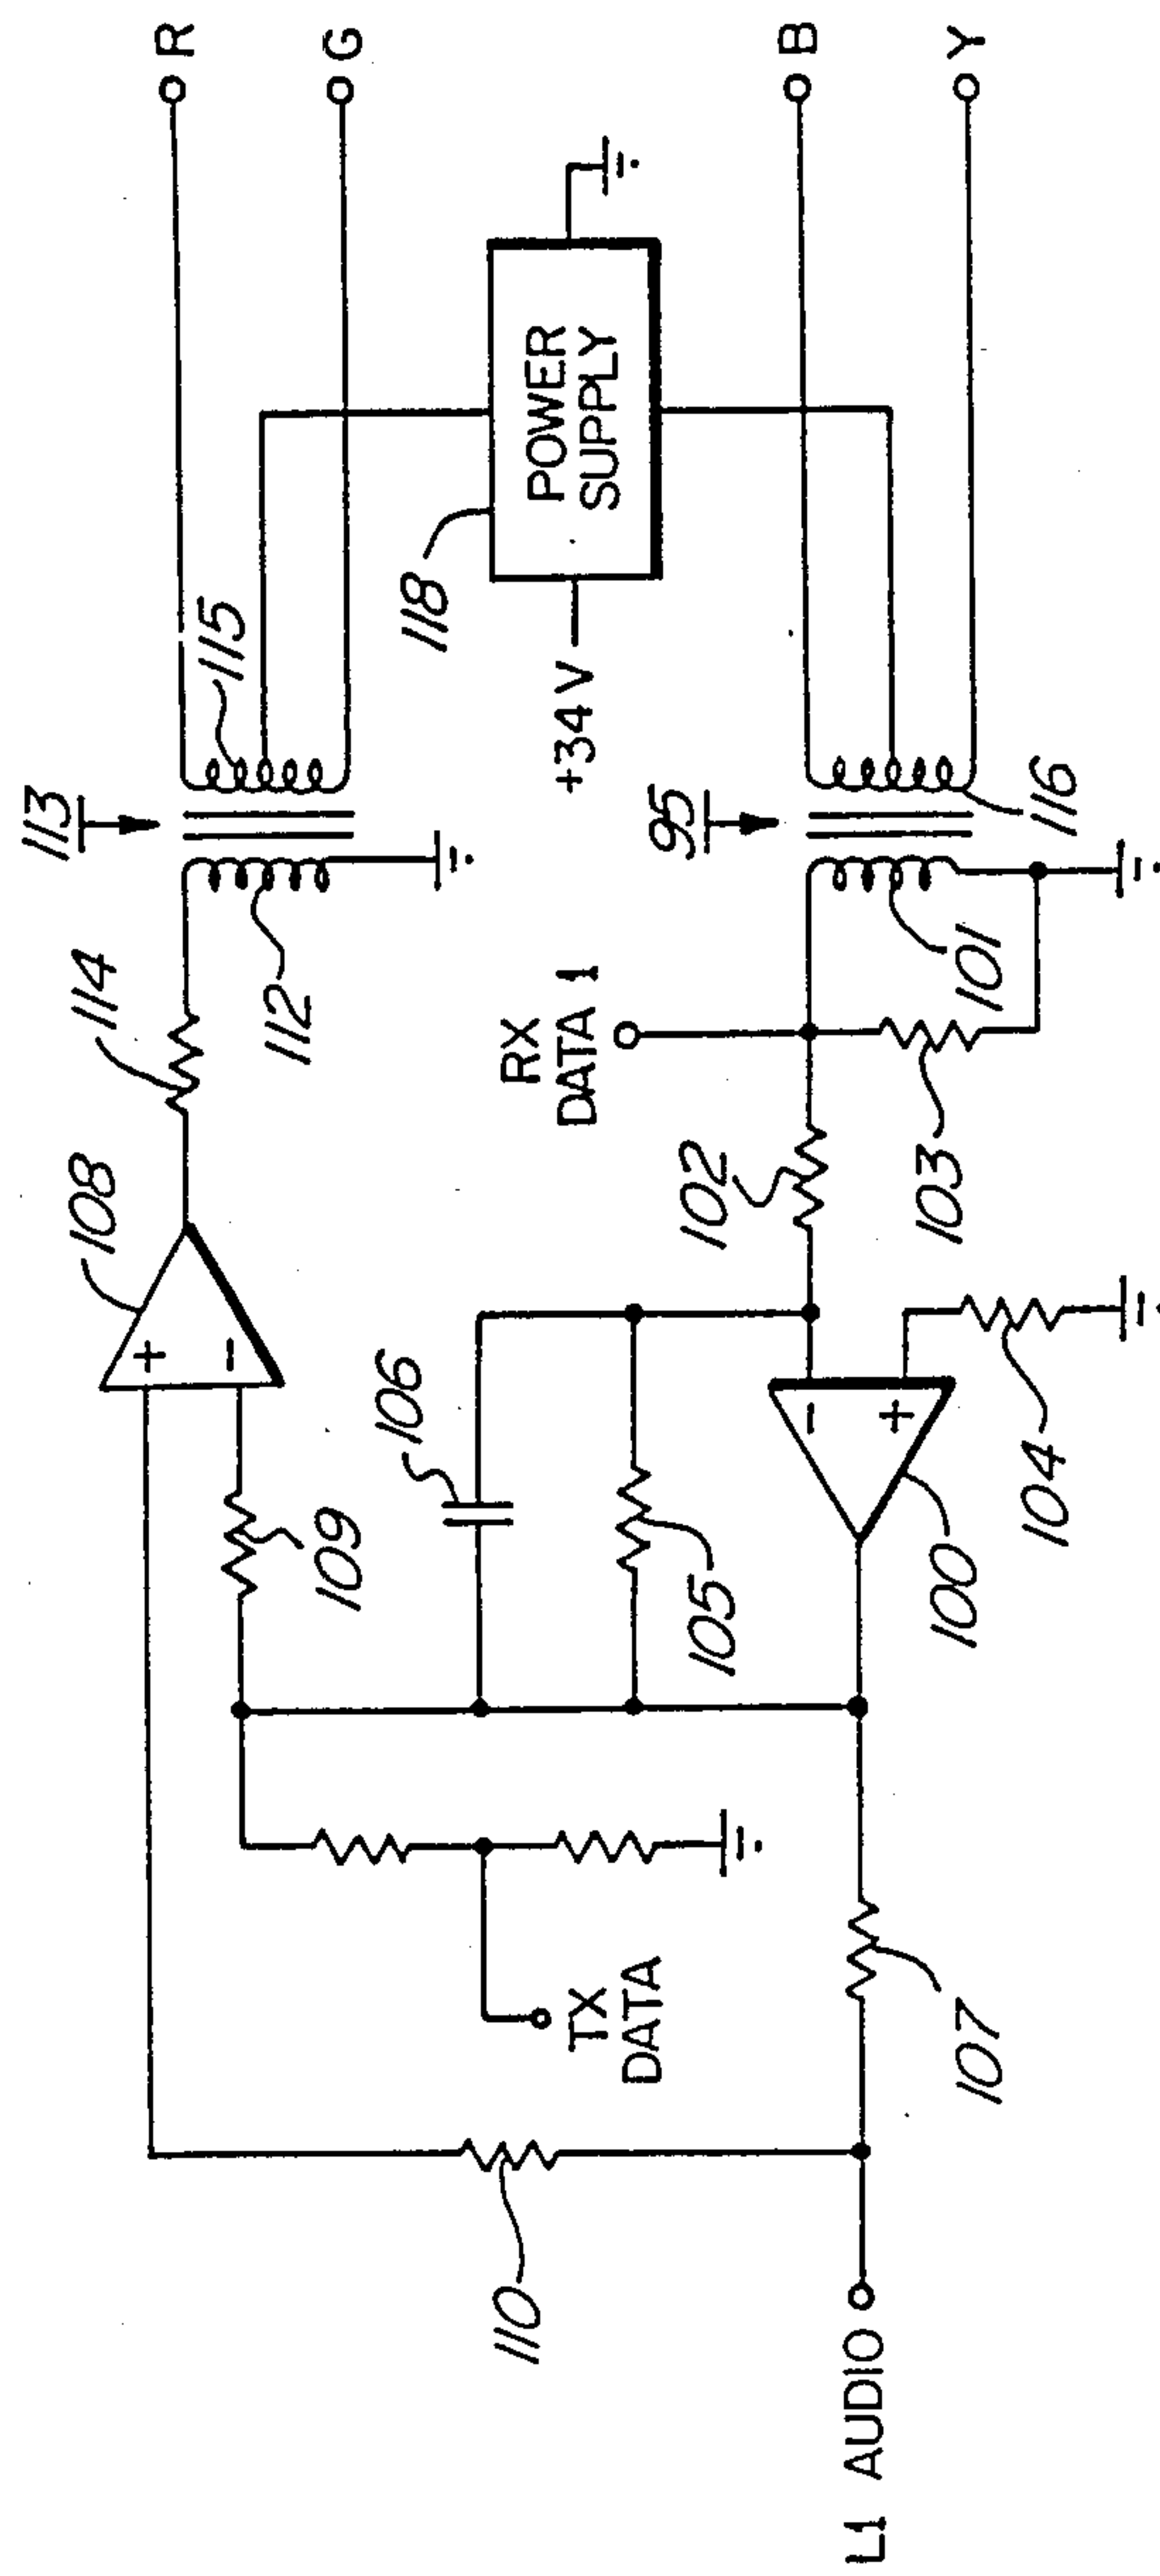 R
G
B
Y
113
115
114
112
108
+
−
118
POWER
SUPPLY
+34 V
95
116
101
RX
DATA 1
102
103
106
109
105
−
+
100
104
TX
DATA
107
110
L1 AUDIO